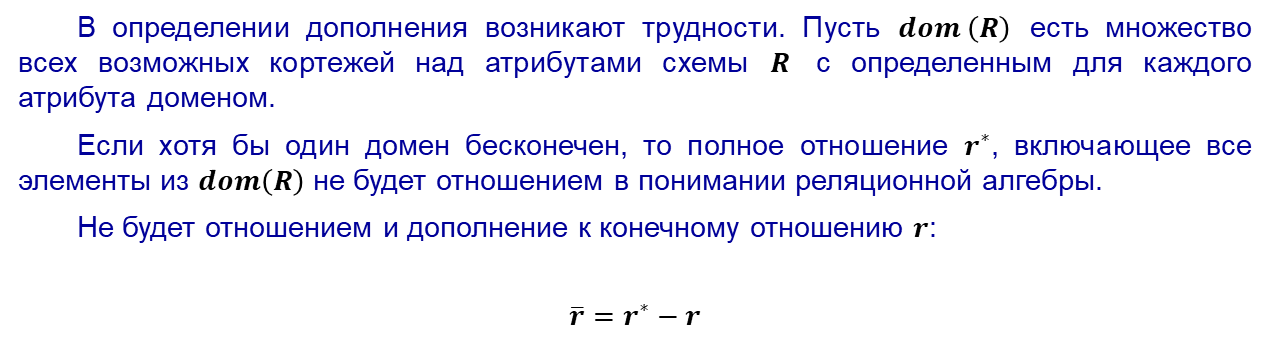 В определении дополнения возникают трудности. Пусть dom (R) есть множество
всех возможных кортежей над атрибутами схемы R с определенным для каждого
атрибута доменом.
Если хотя бы один домен бесконечен, то полное отношение r*, включающее все
элементы из dom(R) не будет отношением в понимании реляционной алгебры.
Не будет отношением и дополнение к конечному отношению r:
r̅ = r* − r